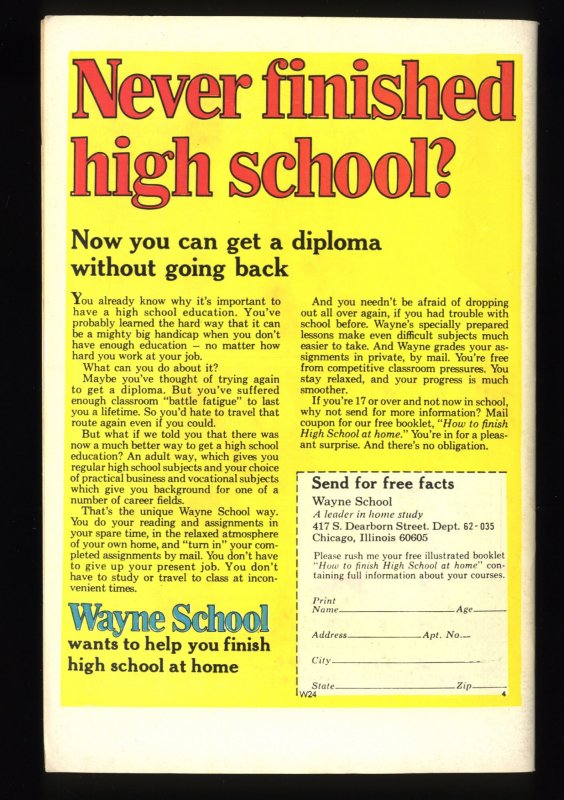 Never finished
high school?
Now you can get a diploma
without going back
You already know why it's important to
have a high school education. You've
probably learned the hard way that it can
be a mighty big handicap when you don't
have enough education – no matter how
hard you work at your job.
What can you do about it?
Maybe you've thought of trying again
to get a diploma. But you've suffered
enough classroom "battle fatigue" to last
you a lifetime. So you'd hate to travel that
route again even if you could.
But what if we told you that there was
now a much better way to get a high school
education? An adult way, which gives you
regular high school subjects and your choice
of practical business and vocational subjects
which give you background for one of a
number of career fields.
That's the unique Wayne School way.
You do your reading and assignments in
your spare time, in the relaxed atmosphere
of your own home, and "turn in" your com-
pleted assignments by mail. You don't have
to give up your present job. You don't
have to study or travel to class at incon-
venient times.
Wayne School
wants to help you finish
high school at home
And you needn't be afraid of dropping
out all over again, if you had trouble with
school before. Wayne's specially prepared
lessons make even difficult subjects much
easier to take. And Wayne grades your as-
signments in private, by mail. You're free
from competitive classroom pressures. You
stay relaxed, and your progress is much
smoother.
If you're 17 or over and not now in school,
why not send for more information? Mail
coupon for our free booklet, "How to finish
High School at home." You're in for a pleas-
ant surprise. And there's no obligation.
Send for free facts
Wayne School
A leader in home study
417 S. Dearborn Street. Dept. 62-035
Chicago, Illinois 60605
Please rush me your free illustrated booklet
"How to finish High School at home" con-
taining full information about your courses.
Print
Name Age
Address Apt. No.
City
State Zip
W24 4